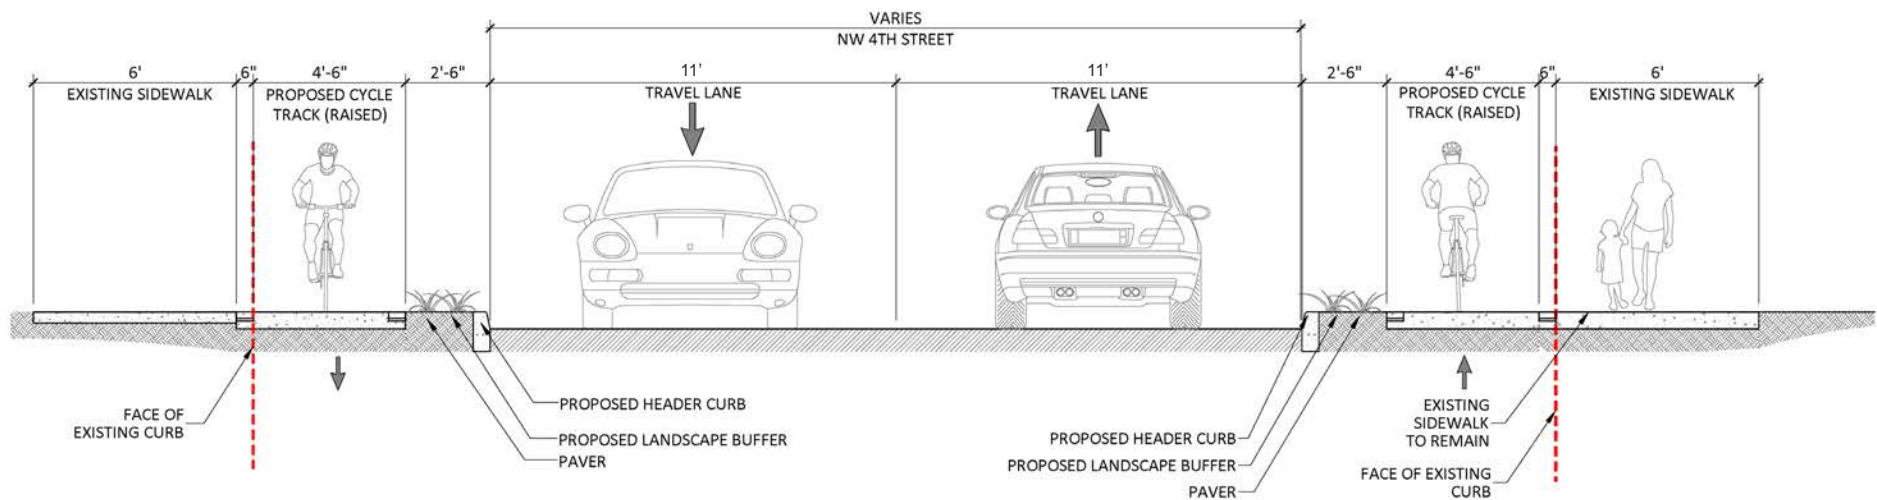 VARIES
NW 4TH STREET
6'
6"
4'-6"
2'-6"
11'
11'
2'-6"
4'-6"
6"
6'
EXISTING SIDEWALK
PROPOSED CYCLE
TRACK (RAISED)
TRAVEL LANE
TRAVEL LANE
PROPOSED CYCLE
TRACK (RAISED)
EXISTING SIDEWALK
FACE OF
EXISTING CURB
PROPOSED HEADER CURB
PROPOSED LANDSCAPE BUFFER
PAVER
PROPOSED HEADER CURB
PROPOSED LANDSCAPE BUFFER
PAVER
EXISTING
SIDEWALK
TO REMAIN
FACE OF EXISTING
CURB